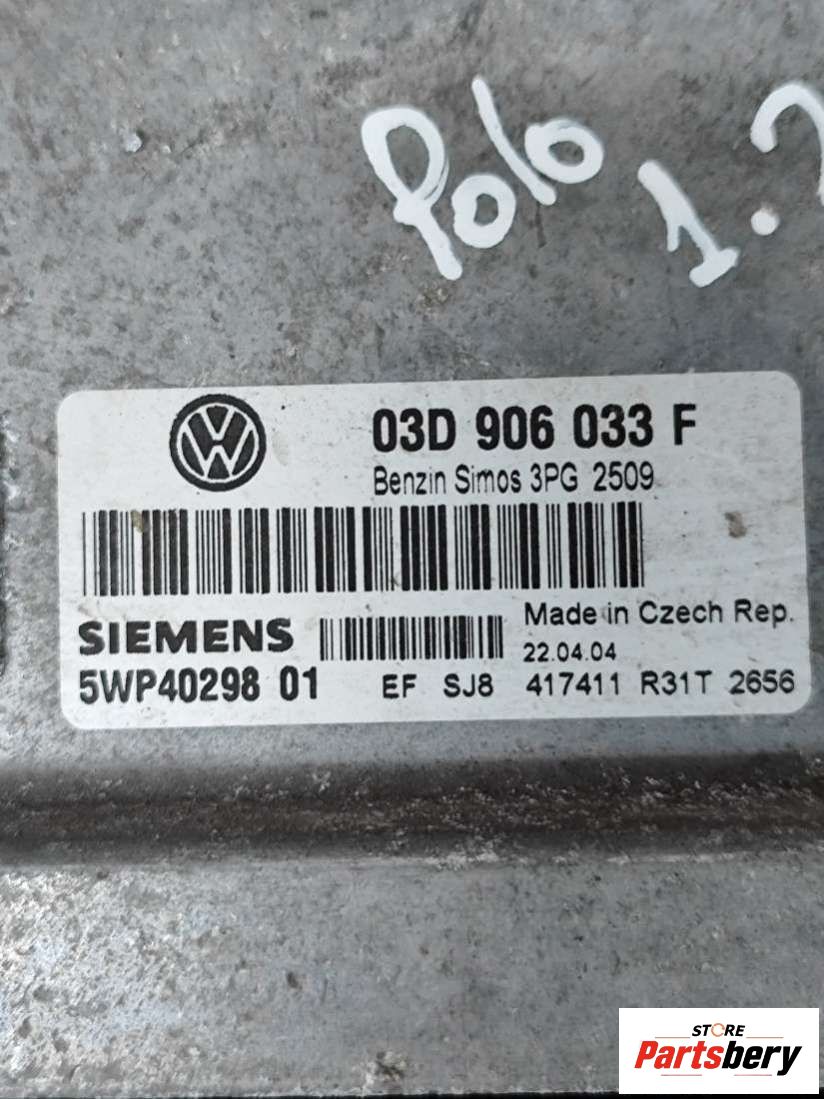 Polo
1.2
03D 906 033 F
Benzin Simos 3PG 2509
SIEMENS
Made in Czech Rep.
22.04.04
5WP40298 01 EF SJ8 417411 R31T 2656
STORE
Partsbery